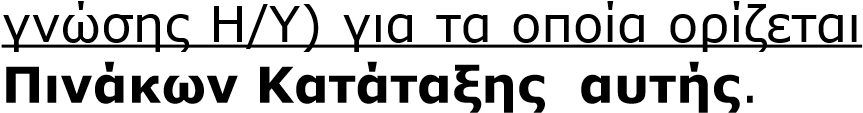 γνώσης Η/Υ) για τα οποία ορίζεται
Πινάκων Κατάταξης αυτής.